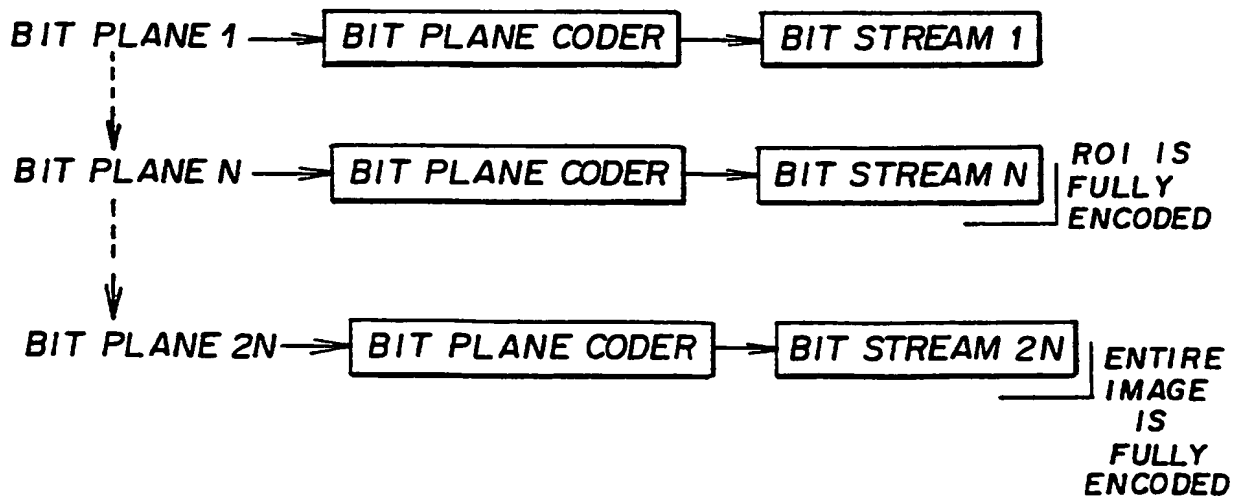 BIT PLANE 1
BIT PLANE CODER
BIT STREAM 1
BIT PLANE N
BIT PLANE CODER
BIT STREAM N
ROI IS
FULLY
ENCODED
BIT PLANE 2N
BIT PLANE CODER
BIT STREAM 2N
ENTIRE
IMAGE
IS
FULLY
ENCODED